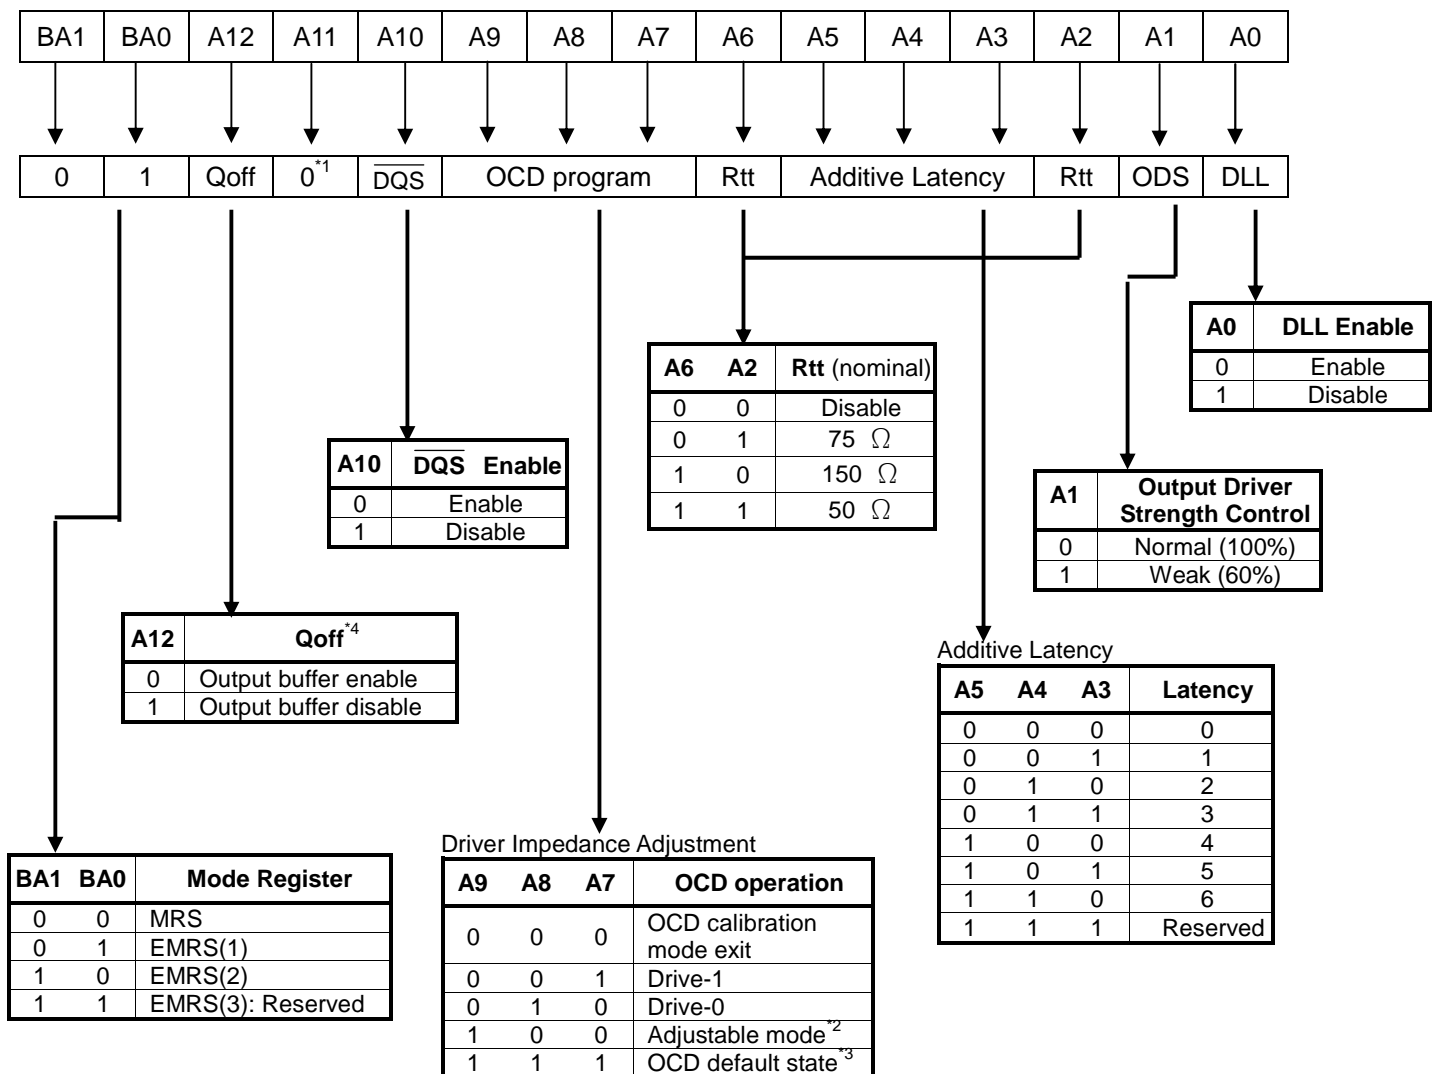 BA1 BA0 A12 A11 A10 A9 A8 A7 A6 A5 A4 A3 A2 A1 A0
0 1 Qoff 0*1 DQS OCD program Rtt Additive Latency Rtt ODS DLL
A0 DLL Enable
0 Enable
1 Disable
A6 A2 Rtt (nominal)
0 0 Disable
0 1 75 Ω
1 0 150 Ω
1 1 50 Ω
A10 DQS Enable
0 Enable
1 Disable
A1 Output Driver
Strength Control
0 Normal (100%)
1 Weak (60%)
A12 Qoff*4
0 Output buffer enable
1 Output buffer disable
Additive Latency
A5 A4 A3 Latency
0 0 0 0
0 0 1 1
0 1 0 2
0 1 1 3
1 0 0 4
1 0 1 5
1 1 0 6
1 1 1 Reserved
BA1 BA0 Mode Register
0 0 MRS
0 1 EMRS(1)
1 0 EMRS(2)
1 1 EMRS(3): Reserved
Driver Impedance Adjustment
A9 A8 A7 OCD operation
0 0 0 OCD calibration
mode exit
0 0 1 Drive-1
0 1 0 Drive-0
1 0 0 Adjustable mode*2
1 1 1 OCD default state*3